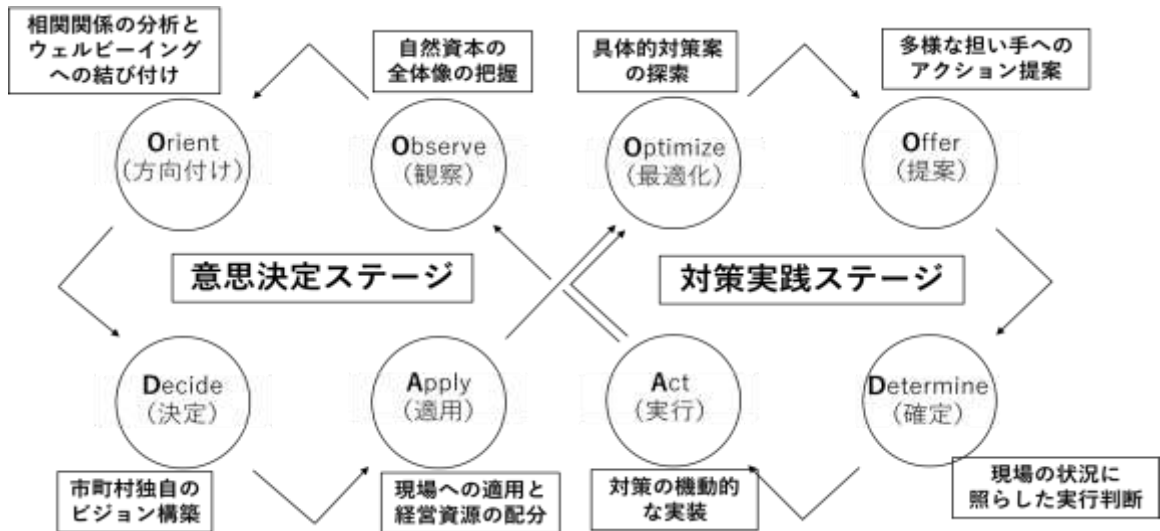 相関関係の分析と
ウェルビーイング
への結び付け
自然資本の
全体像の把握
具体的対策案
の探索
多様な担い手への
アクション提案
Orient
(方向付け)
Observe
(観察)
Optimize
(最適化)
Offer
(提案)
意思決定ステージ
対策実践ステージ
Decide
(決定)
Apply
(適用)
Act
(実行)
Determine
(確定)
市町村独自の
ビジョン構築
現場への適用と
経営資源の配分
対策の機動的
な実装
現場の状況に
照らした実行判断